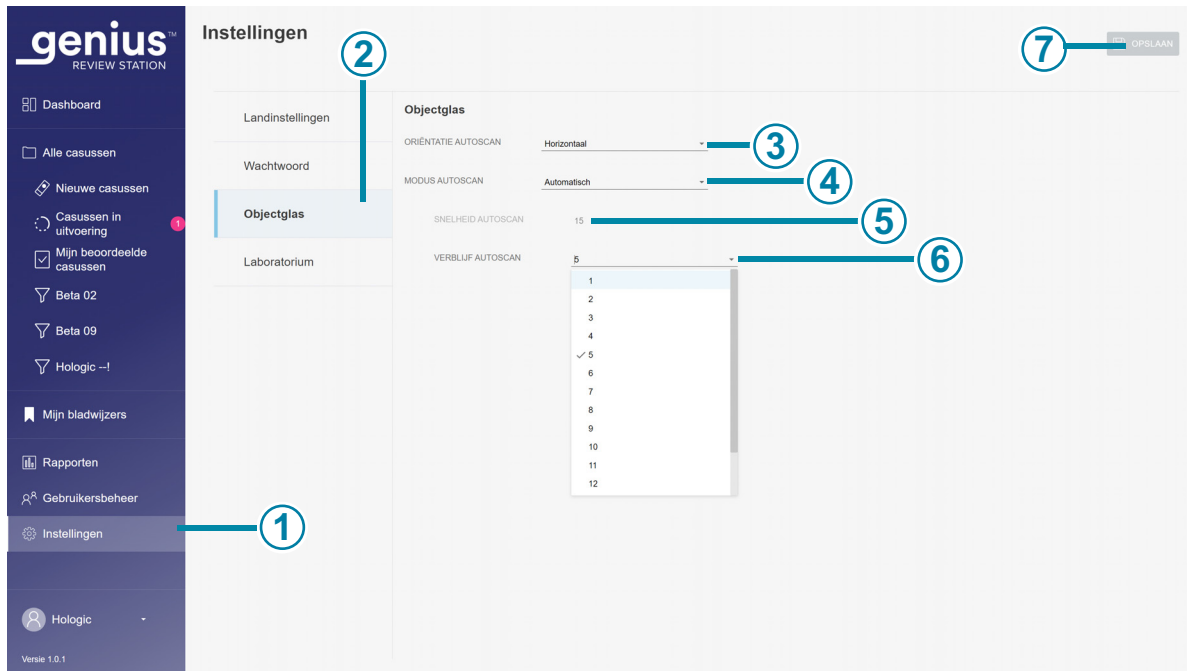 genius™
REVIEW STATION
Dashboard
Alle casussen
Nieuwe casussen
Casussen in
uitvoering
1
Mijn beoordeelde
casussen
Beta 02
Beta 09
Hologic --!
Mijn bladwijzers
Rapporten
Gebruikersbeheer
Instellingen
Hologic
Versie 1.0.1
1
Instellingen
2
7
OPSLAAN
Landinstellingen
Wachtwoord
Objectglas
Laboratorium
Objectglas
ORIËNTATIE AUTOSCAN
Horizontaal
3
MODUS AUTOSCAN
Automatisch
4
SNELHEID AUTOSCAN
15
5
VERBLIJF AUTOSCAN
5
6
1
2
3
4
5
6
7
8
9
10
11
12